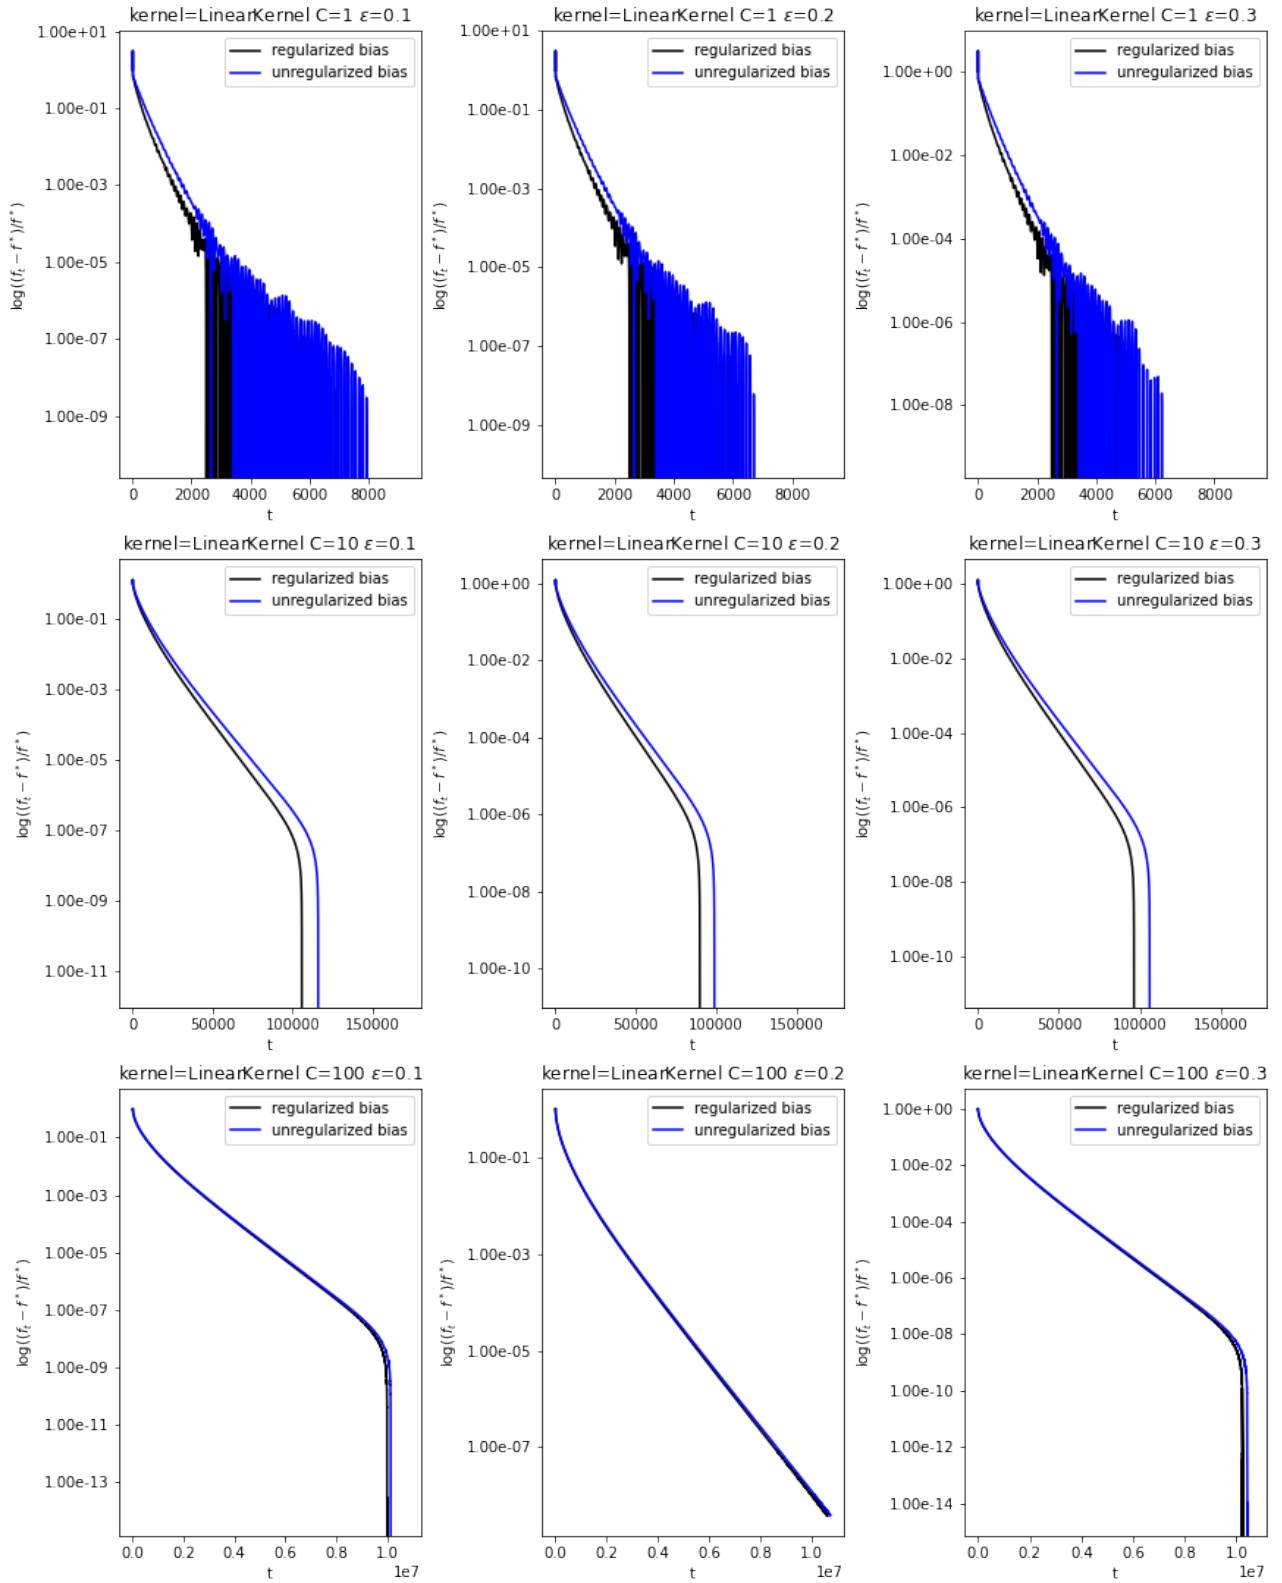 kernel=LinearKernel C=1 ε=0.1
1.00e+01
1.00e-01
1.00e-03
1.00e-05
1.00e-07
1.00e-09
log((f_t − f*)/f*)
regularized bias
unregularized bias
0 2000 4000 6000 8000
t
kernel=LinearKernel C=1 ε=0.2
1.00e+01
1.00e-01
1.00e-03
1.00e-05
1.00e-07
1.00e-09
log((f_t − f*)/f*)
regularized bias
unregularized bias
0 2000 4000 6000 8000
t
kernel=LinearKernel C=1 ε=0.3
1.00e+00
1.00e-02
1.00e-04
1.00e-06
1.00e-08
log((f_t − f*)/f*)
regularized bias
unregularized bias
0 2000 4000 6000 8000
t
kernel=LinearKernel C=10 ε=0.1
1.00e-01
1.00e-03
1.00e-05
1.00e-07
1.00e-09
1.00e-11
log((f_t − f*)/f*)
regularized bias
unregularized bias
0 50000 100000 150000
t
kernel=LinearKernel C=10 ε=0.2
1.00e+00
1.00e-02
1.00e-04
1.00e-06
1.00e-08
1.00e-10
log((f_t − f*)/f*)
regularized bias
unregularized bias
0 50000 100000 150000
t
kernel=LinearKernel C=10 ε=0.3
1.00e+00
1.00e-02
1.00e-04
1.00e-06
1.00e-08
1.00e-10
log((f_t − f*)/f*)
regularized bias
unregularized bias
0 50000 100000 150000
t
kernel=LinearKernel C=100 ε=0.1
1.00e-01
1.00e-03
1.00e-05
1.00e-07
1.00e-09
1.00e-11
1.00e-13
log((f_t − f*)/f*)
regularized bias
unregularized bias
0.0 0.2 0.4 0.6 0.8 1.0
1e7
t
kernel=LinearKernel C=100 ε=0.2
1.00e-01
1.00e-03
1.00e-05
1.00e-07
log((f_t − f*)/f*)
regularized bias
unregularized bias
0.0 0.2 0.4 0.6 0.8 1.0
1e7
t
kernel=LinearKernel C=100 ε=0.3
1.00e+00
1.00e-02
1.00e-04
1.00e-06
1.00e-08
1.00e-10
1.00e-12
1.00e-14
log((f_t − f*)/f*)
regularized bias
unregularized bias
0.0 0.2 0.4 0.6 0.8 1.0
1e7
t